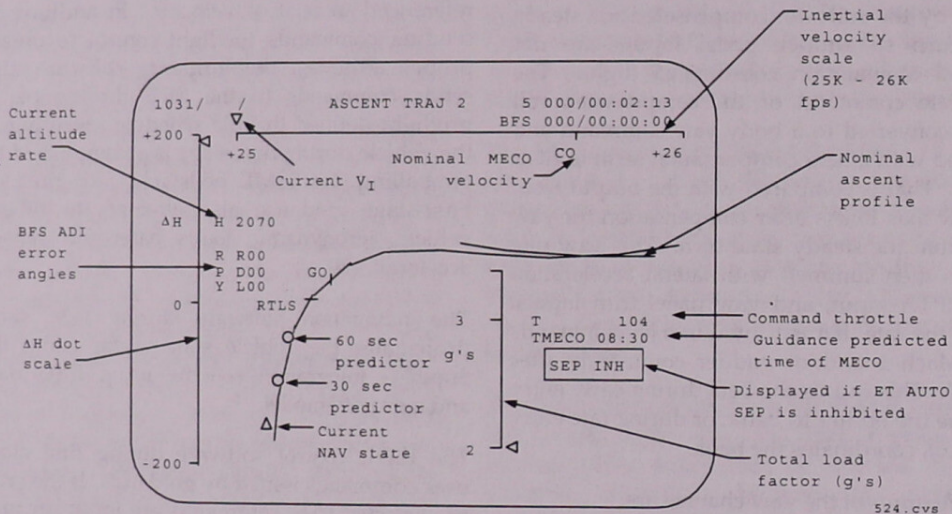 Inertial
velocity
scale
(25K - 26K
fps)
1031/ / ASCENT TRAJ 2 5 000/00:02:13
BFS 000/00:00:00
Current
altitude
rate
+200
+25
Current VI
Nominal MECO
velocity
CO
+26
Nominal
ascent
profile
ΔH
H 2070
BFS ADI
error
angles
R R00
P D00
Y L00
GO
RTLS
0
ΔH dot
scale
60 sec
predictor
30 sec
predictor
Current
NAV state
-200
3
g's
2
T 104
TMECO 08:30
SEP INH
Command throttle
Guidance predicted
time of MECO
Displayed if ET AUTO
SEP is inhibited
Total load
factor (g's)
524.cvs